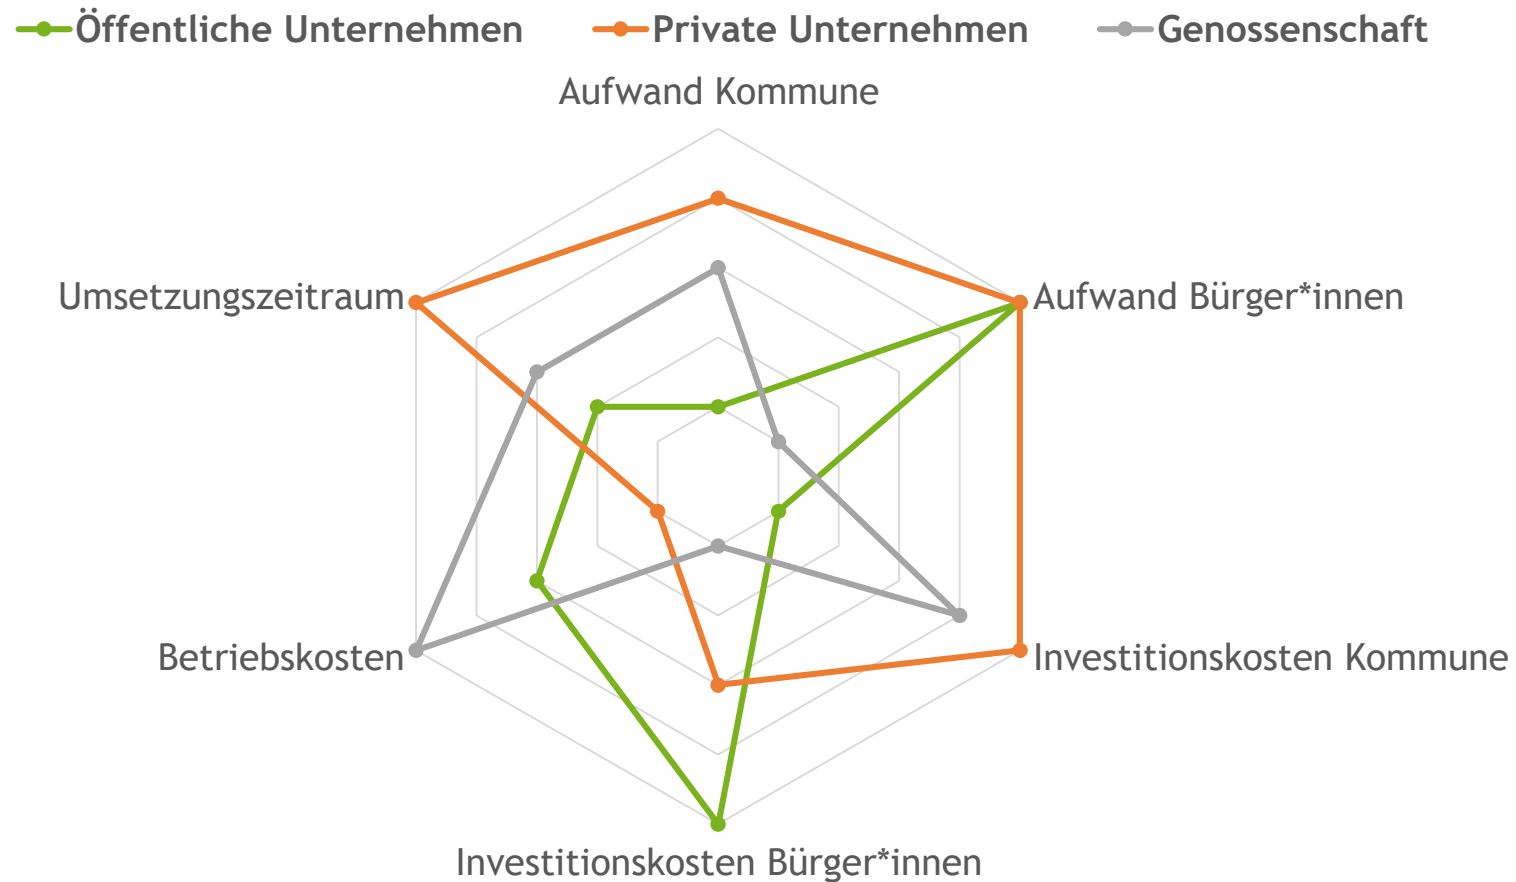 Öffentliche Unternehmen
Private Unternehmen
Genossenschaft
Aufwand Kommune
Umsetzungszeitraum
Aufwand Bürger*innen
Betriebskosten
Investitionskosten Kommune
Investitionskosten Bürger*innen